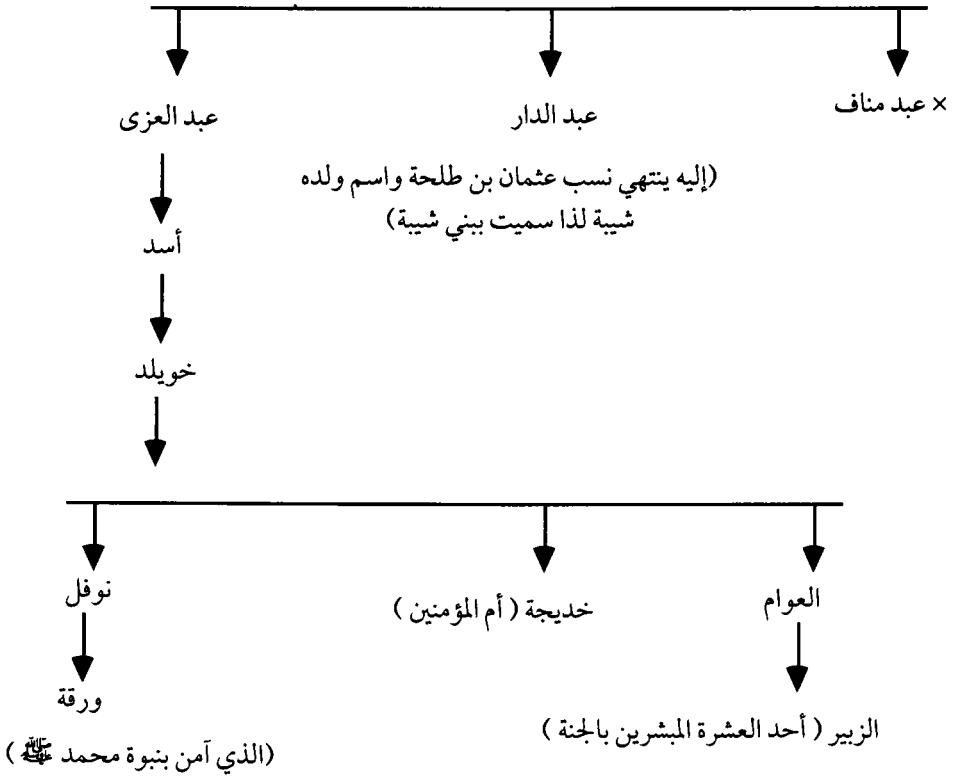 × عبد مناف
عبد الدار
عبد العزى
(إليه ينتهي نسب عثمان بن طلحة واسم ولده
شيبة لذا سميت ببني شيبة)
أسد
خويلد
العوام
خديجة ( أم المؤمنين )
نوفل
الزبير ( أحد العشرة المبشرين بالجنة )
ورقة
(الذي آمن بنبوة محمد ﷺ )